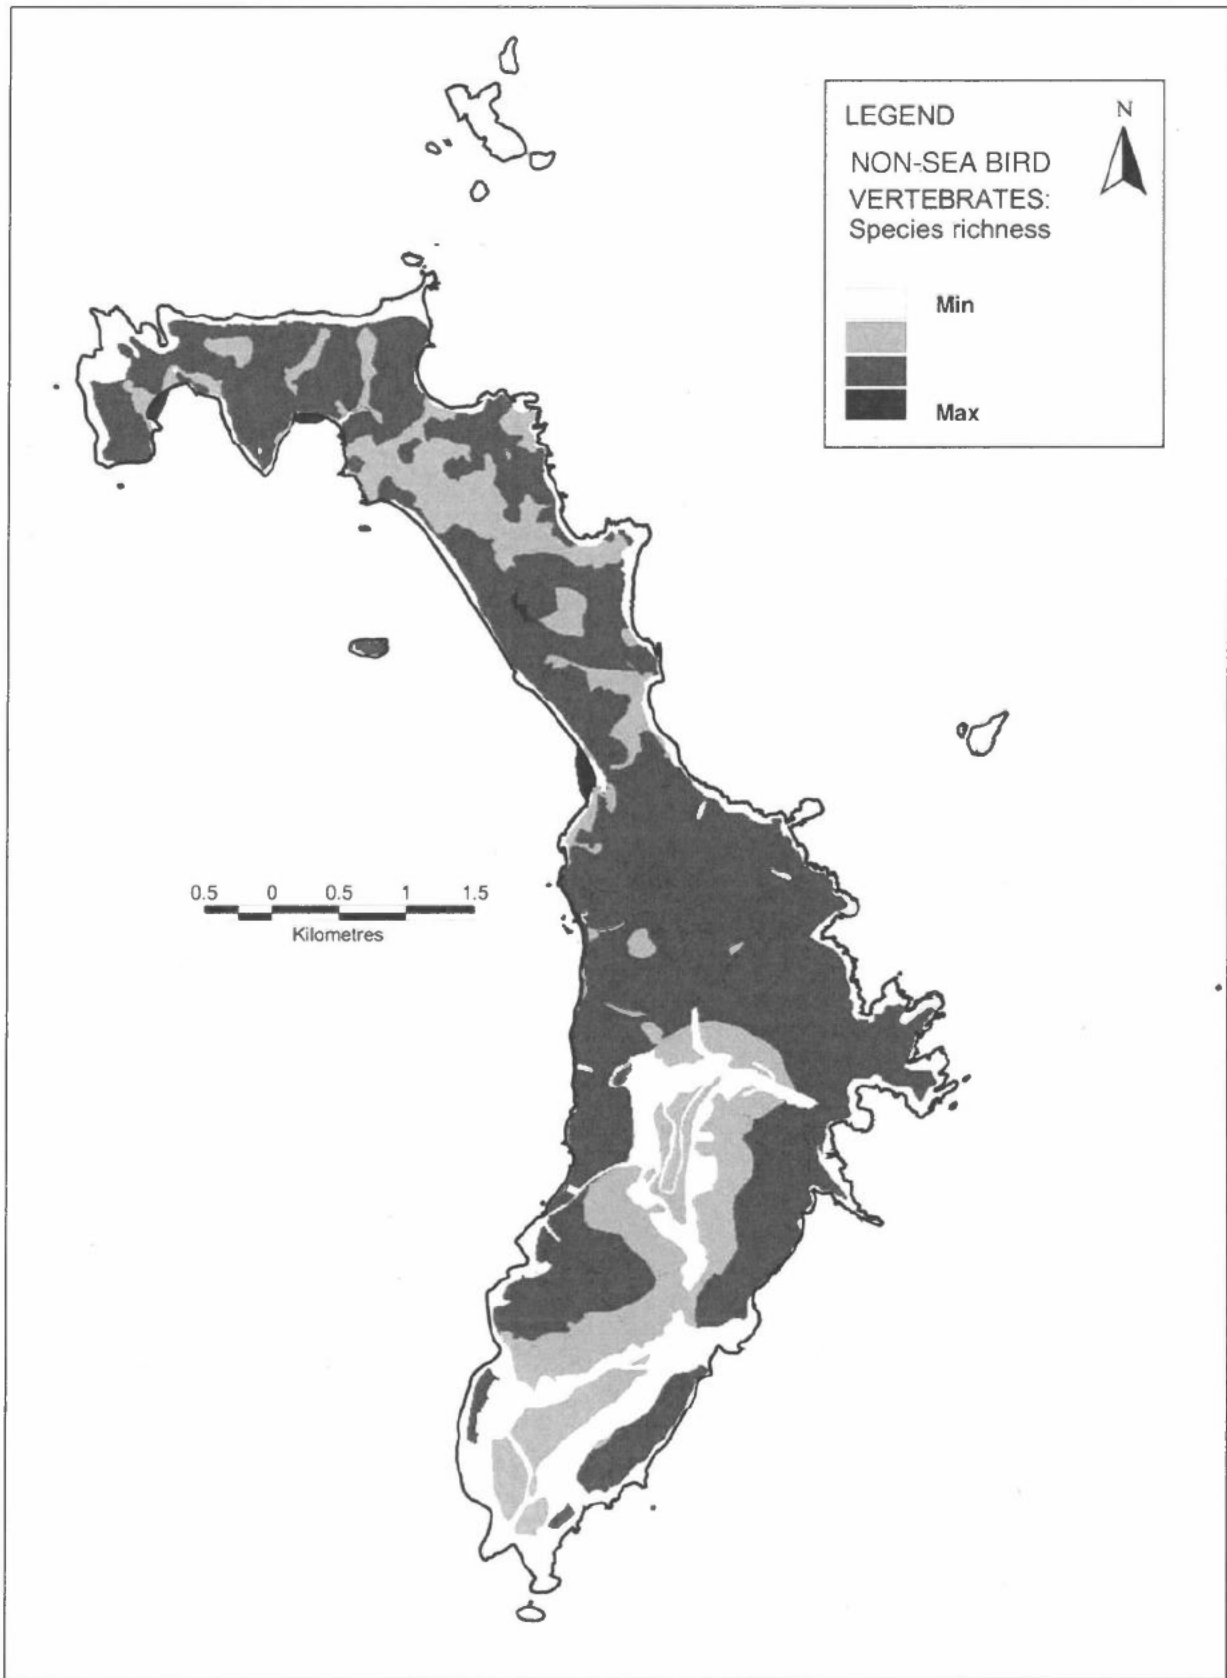 LEGEND
N
NON-SEA BIRD
VERTEBRATES:
Species richness
Min
Max
0.5 0 0.5 1 1.5
Kilometres